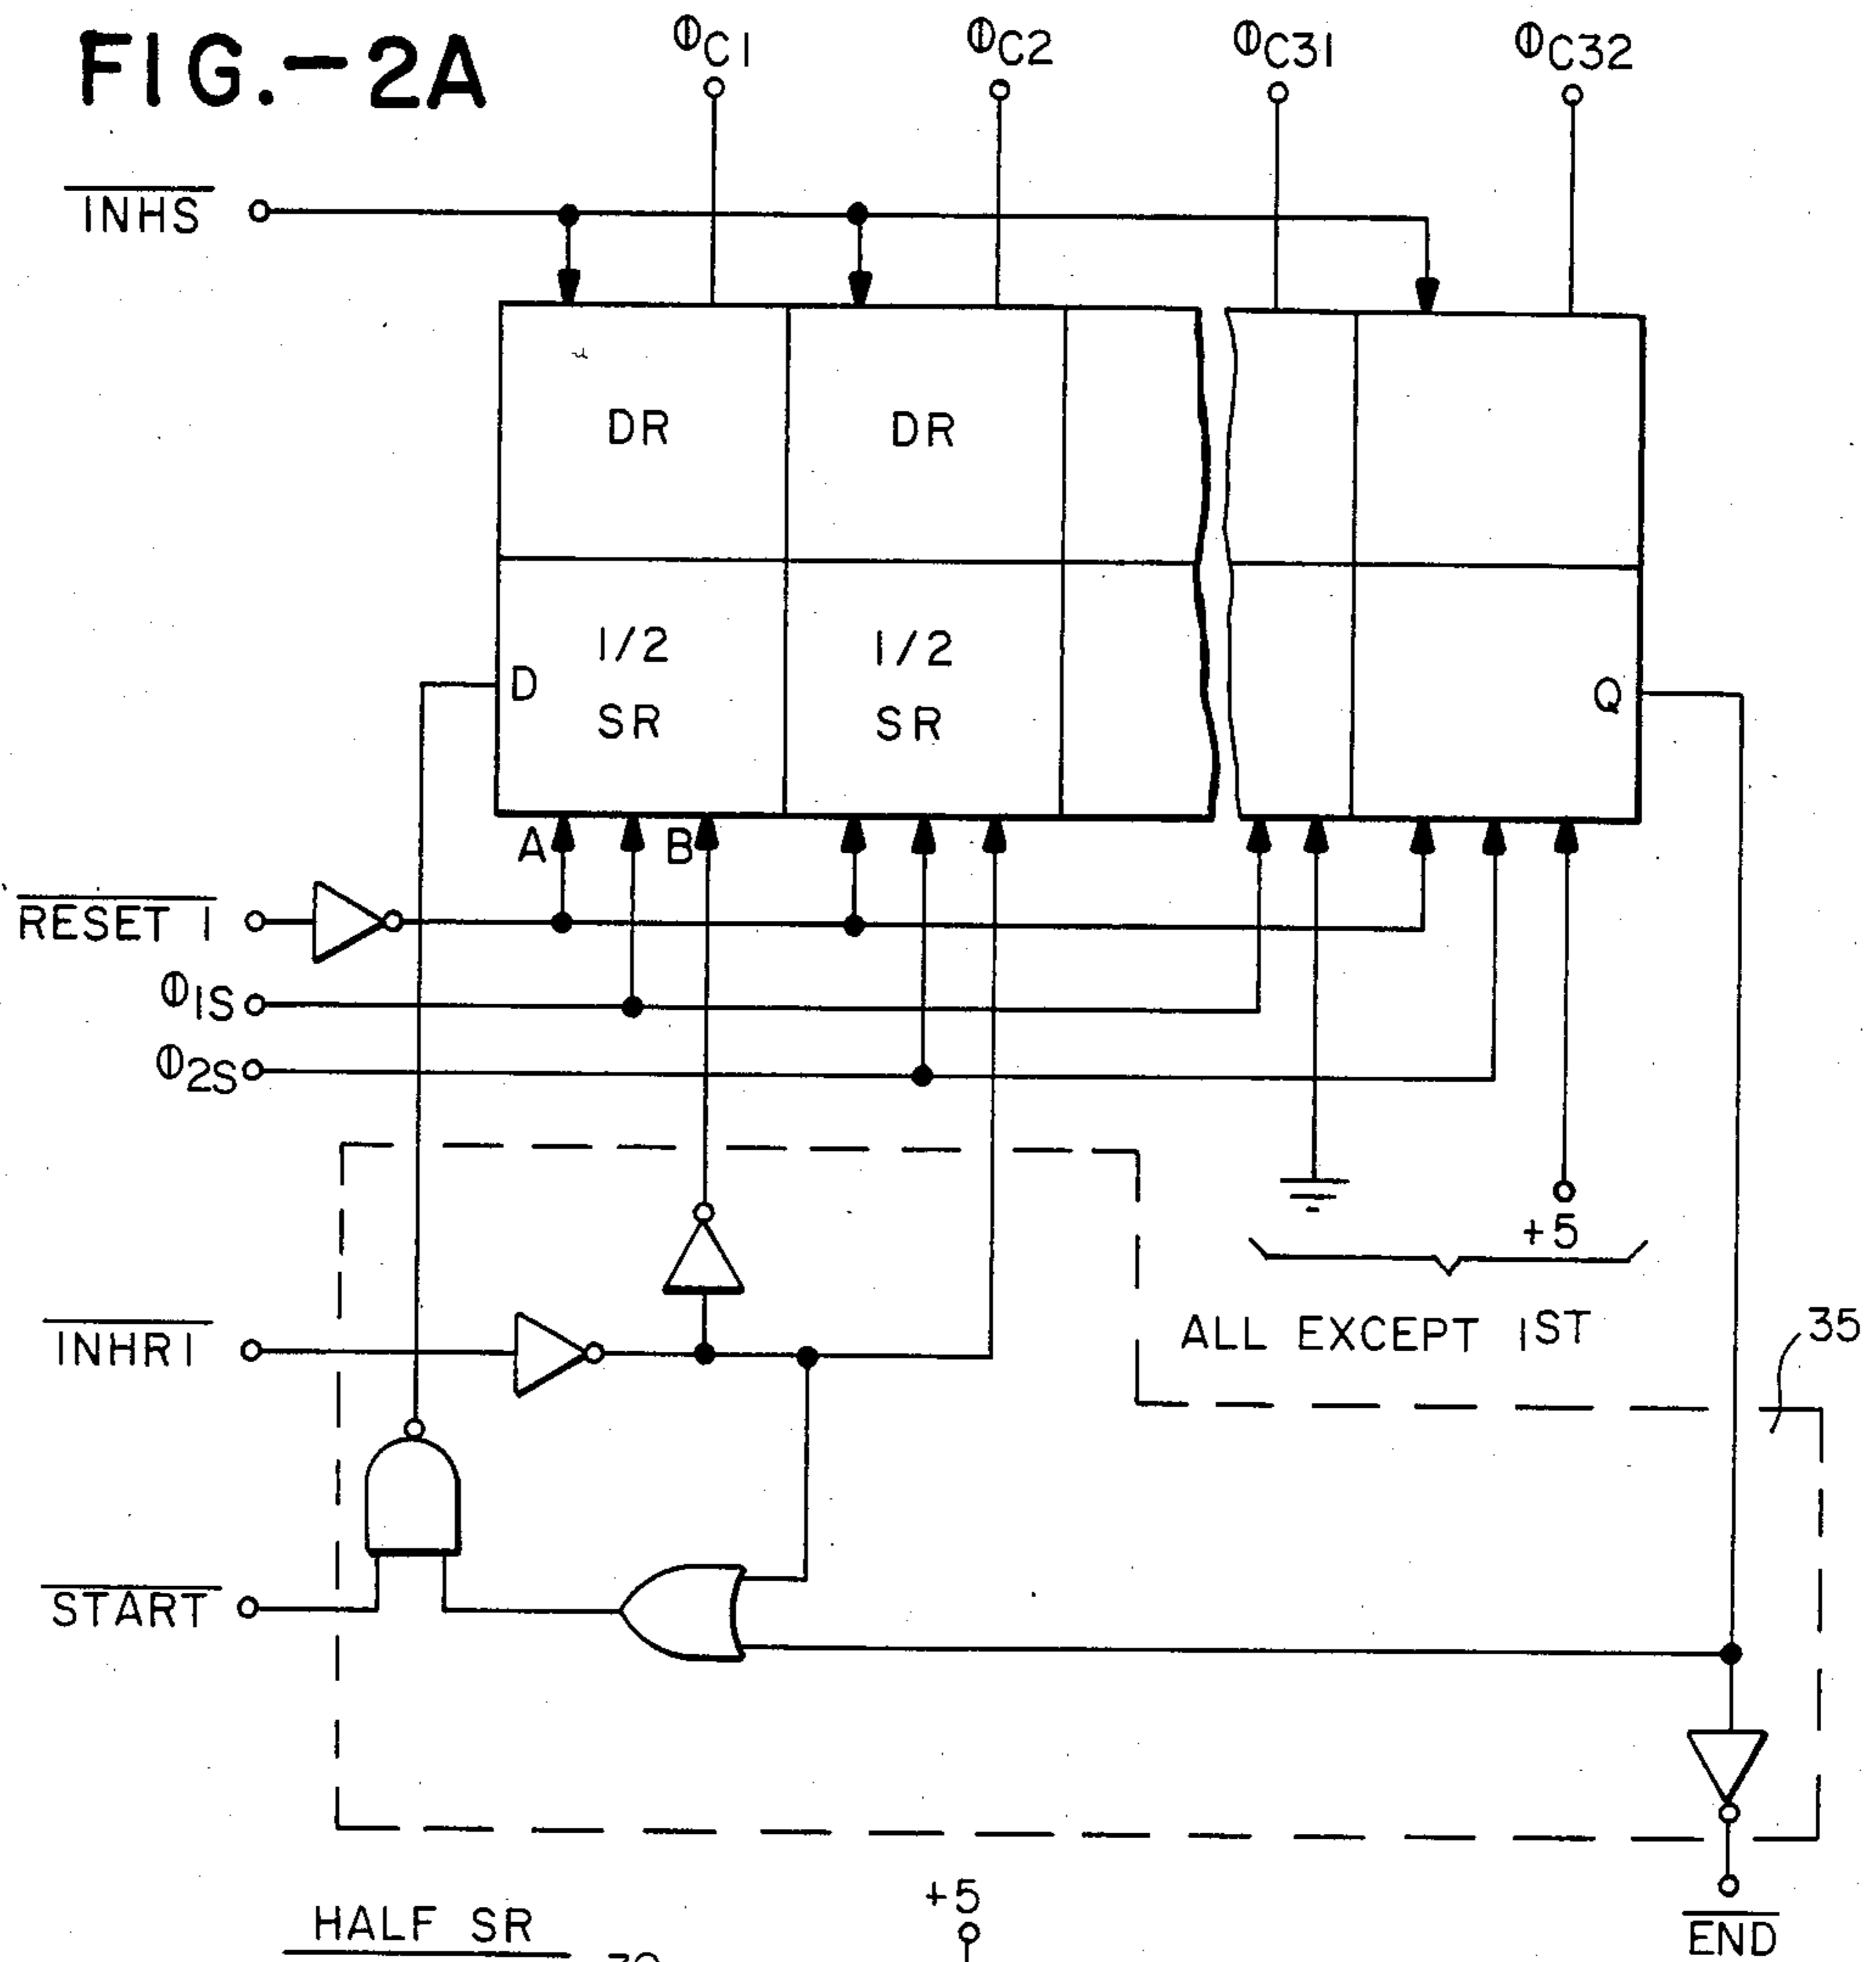 FIG.-2A
ΦC1
ΦC2
ΦC31
ΦC32
INHS
DR
DR
1/2
SR
1/2
SR
D
Q
A
B
RESET 1
Φ1S
Φ2S
+5
INHR1
ALL EXCEPT 1ST
35
START
+5
HALF SR
END